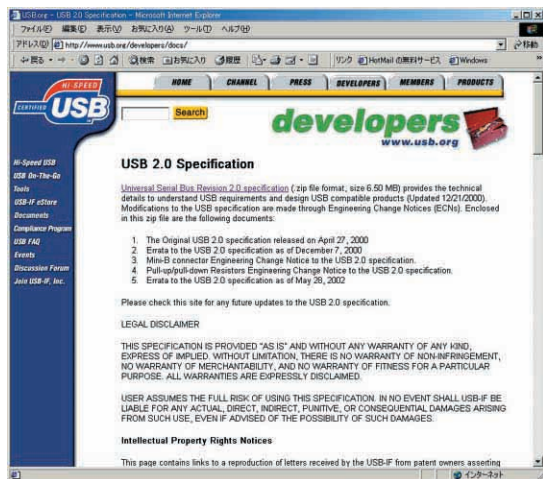 USB.org - USB 2.0 Specification - Microsoft Internet Explorer
ファイル(F) 編集(E) 表示(V) お気に入り(A) ツール(T) ヘルプ(H)
アドレス(D) http://www.usb.org/developers/docs/ 移動
戻る 検索 お気に入り 履歴 リンク HotMail の無料サービス Windows
HI-SPEED
CERTIFIED USB
HOME CHANNEL PRESS DEVELOPERS MEMBERS PRODUCTS
Search
developers
www.usb.org
Hi-Speed USB
USB On-The-Go
Tools
USB-IF eStore
Documents
Compliance Program
USB FAQ
Events
Discussion Forum
Join USB-IF, Inc.
USB 2.0 Specification
Universal Serial Bus Revision 2.0 specification (.zip file format, size 6.50 MB) provides the technical
details to understand USB requirements and design USB compatible products (Updated 12/21/2000).
Modifications to the USB 2.0 specification are made through Engineering Change Notices (ECNs). Enclosed
in this zip file are the following documents:
1. The Original USB 2.0 specification released on April 27, 2000
2. Errata to the USB 2.0 specification as of December 7, 2000
3. Mini-B connector Engineering Change Notice to the USB 2.0 specification.
4. Pull-up/pull-down Resistors Engineering Change Notice to the USB 2.0 specification.
5. Errata to the USB 2.0 specification as of May 28, 2002
Please check this site for any future updates to the USB 2.0 specification.
LEGAL DISCLAIMER
THIS SPECIFICATION IS PROVIDED "AS IS" AND WITHOUT ANY WARRANTY OF ANY KIND,
EXPRESS OF IMPLIED. WITHOUT LIMITATION, THERE IS NO WARRANTY OF NON-INFRINGEMENT,
NO WARRANTY OF MERCHANTABILITY, AND NO WARRANTY OF FITNESS FOR A PARTICULAR
PURPOSE. ALL WARRANTIES ARE EXPRESSLY DISCLAIMED.
USER ASSUMES THE FULL RISK OF USING THIS SPECIFICATION. IN NO EVENT SHALL USB-IF BE
LIABLE FOR ANY ACTUAL, DIRECT, INDIRECT, PUNITIVE, OR CONSEQUENTIAL DAMAGES ARISING
FROM SUCH USE, EVEN IF ADVISED OF THE POSSIBILITY OF SUCH DAMAGES.
Intellectual Property Rights Notices
This page contains links to a reproduction of letters received by the USB-IF from patent owners asserting
インターネット